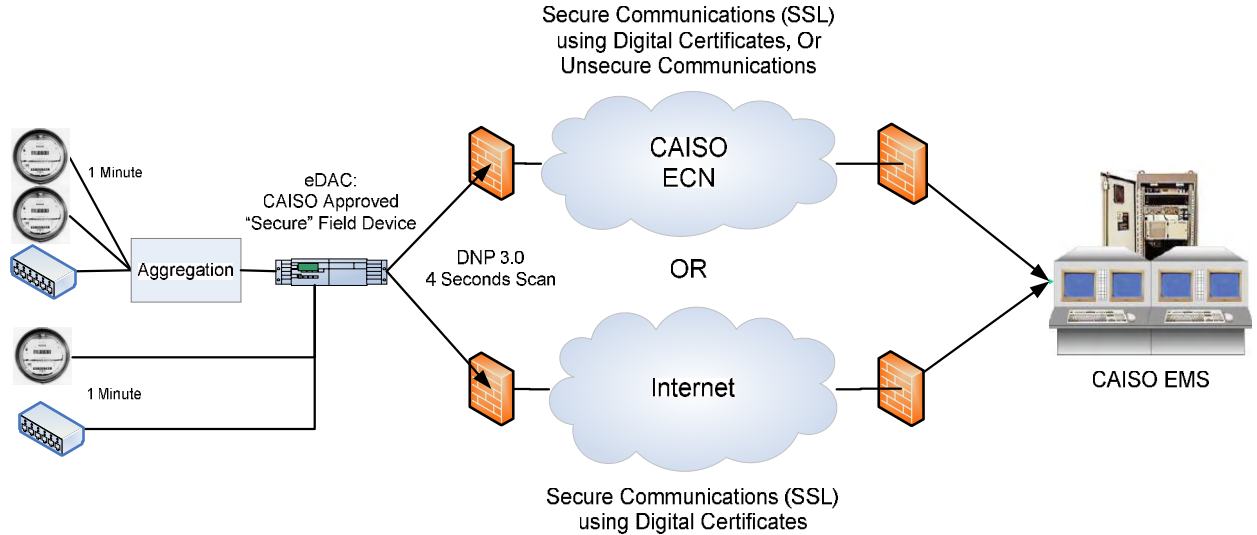 Secure Communications (SSL)
using Digital Certificates, Or
Unsecure Communications
1 Minute
eDAC:
CAISO Approved
“Secure” Field Device
CAISO
ECN
Aggregation
DNP 3.0
4 Seconds Scan
OR
1 Minute
Internet
CAISO EMS
Secure Communications (SSL)
using Digital Certificates